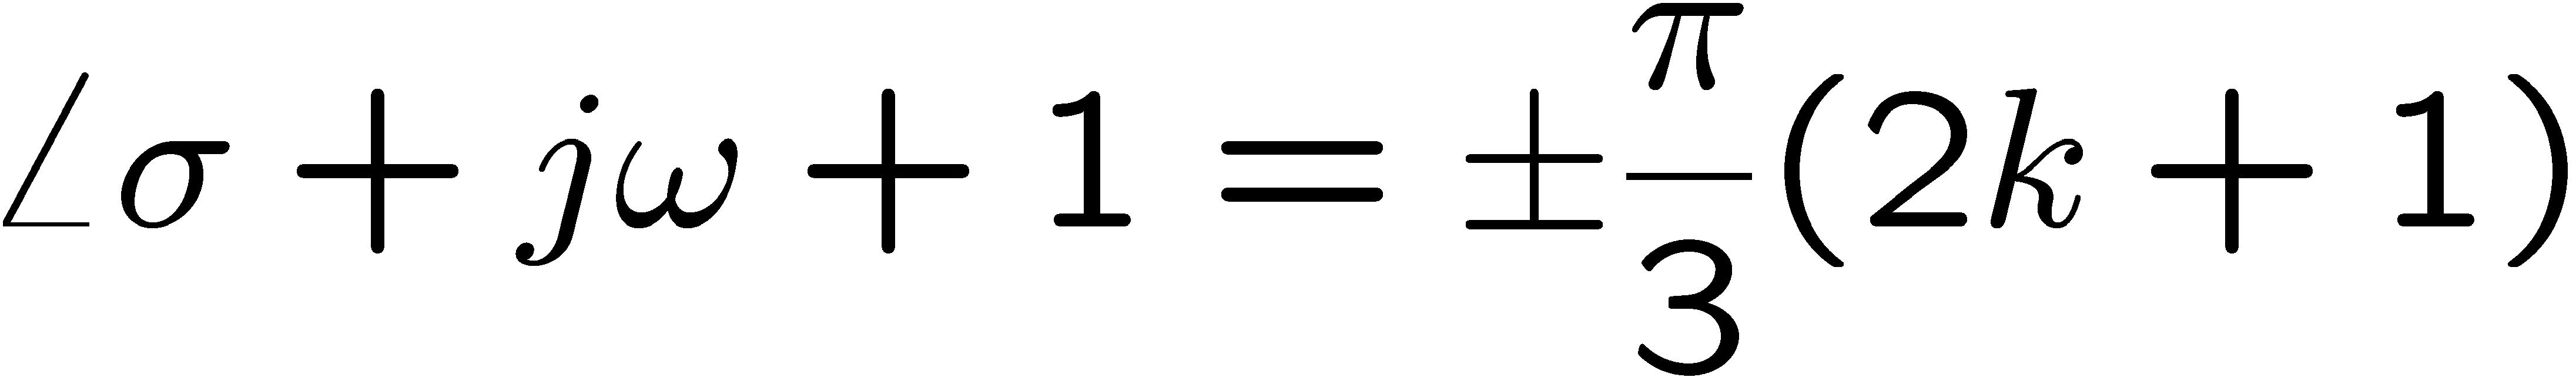 ∠σ + jω + 1 = ±π/3(2k + 1)